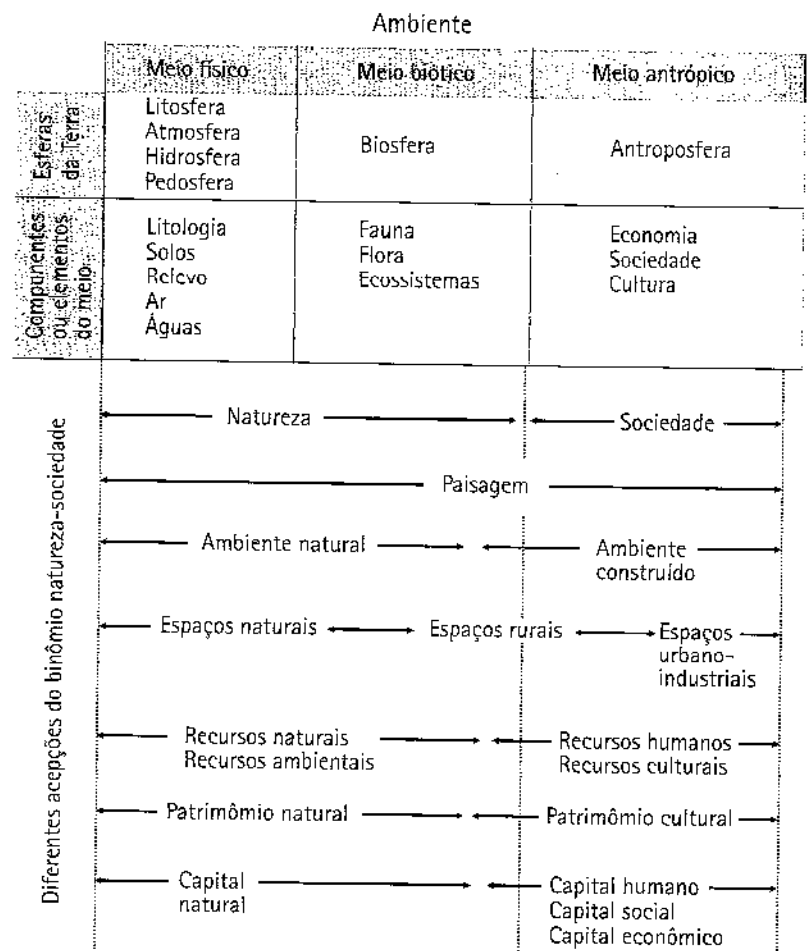 Ambiente
Meio físico
Meio biótico
Meio antrópico
Esferas
da Terra
Litosfera
Atmosfera
Hidrosfera
Pedosfera
Biosfera
Antroposfera
Componentes
ou elementos
do meio
Litologia
Solos
Relevo
Ar
Águas
Fauna
Flora
Ecossistemas
Economia
Sociedade
Cultura
Diferentes acepções do binômio natureza-sociedade
Natureza
Sociedade
Paisagem
Ambiente natural
Ambiente
construído
Espaços naturais
Espaços rurais
Espaços
urbano-
industriais
Recursos naturais
Recursos ambientais
Recursos humanos
Recursos culturais
Patrimômio natural
Patrimômio cultural
Capital
natural
Capital humano
Capital social
Capital econômico